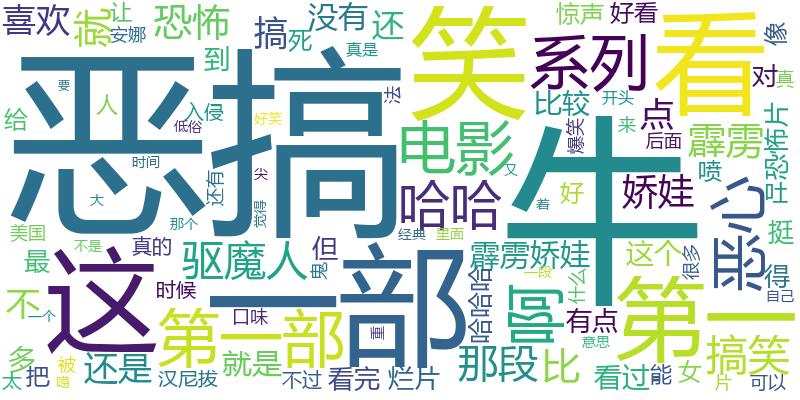 喜欢
就
让
安娜
恐怖
到
搞
死
没有
还
真是
法
笑
系列
惊声
好看
看
像
对
真
给
要
人
入侵
低俗
时间
大
恶搞
好笑
还有
尖
觉得
那个
电影
哈哈
又
牛
着
比较
点
开头
来
后面
爆笑
霹雳
恐怖片
喷
好
娇娃
恶心
挺
美国
最
不是
真的
这
驱魔人
但
鬼
经典
里面
霹雳娇娃
这个
很多
得
自己
不
一个
时候
一部
哈哈哈
一段
啊
什么
有点
意思
第一
多
太
把
被
噶
还是
第一部
口味
重
就是
汉尼拔
不过
看完
烂片
那段
比
看过
能
女
搞笑
片
可以